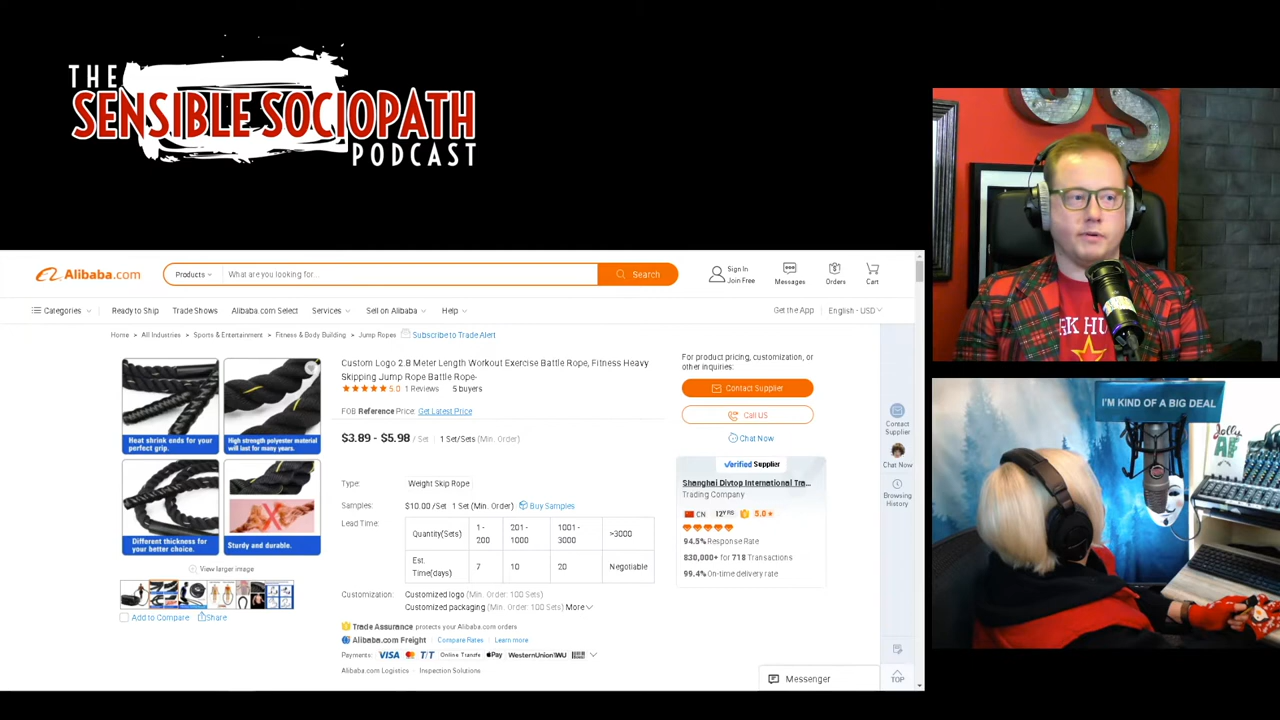 THE
SENSIBLE SOCIOPATH
PODCAST
Alibaba.com
Products
What are you looking for...
Search
Sign In
Join Free
Messages
Orders
Cart
Categories
Ready to Ship
Trade Shows
Alibaba.com Select
Services
Sell on Alibaba
Help
Get the App
English - USD
Home > All Industries > Sports & Entertainment > Fitness & Body Building > Jump Ropes
Subscribe to Trade Alert
Heat shrink ends for your
perfect grip.
High strength polyester material
will last for many years.
Different thickness for
your better choice.
Sturdy and durable.
View larger image
Add to Compare
Share
Custom Logo 2.8 Meter Length Workout Exercise Battle Rope, Fitness Heavy
Skipping Jump Rope Battle Rope-
5.0 1 Reviews 5 buyers
FOB Reference Price: Get Latest Price
$3.89 - $5.98 / Set | 1 Set/Sets (Min. Order)
Type: Weight Skip Rope
Samples: $10.00 /Set 1 Set (Min. Order) Buy Samples
Lead Time:
Quantity(Sets) 1 - 200 201 - 1000 1001 - 3000 >3000
Est. Time(days) 7 10 20 Negotiable
Customization: Customized logo (Min. Order: 100 Sets)
Customized packaging (Min. Order: 100 Sets) More
Trade Assurance protects your Alibaba.com orders
Alibaba.com Freight | Compare Rates | Learn more
Payments: VISA T/T Online Transfer Pay WesternUnion WU
Alibaba.com Logistics | Inspection Solutions
For product pricing, customization, or
other inquiries:
Contact Supplier
Call US
Chat Now
Verified Supplier
Shanghai Divtop International Tra...
Trading Company
CN 12YRS 5.0
94.5% Response Rate
830,000+ for 718 Transactions
99.4% On-time delivery rate
Contact
Supplier
Chat Now
Browsing
History
TOP
Messenger
S S
RK HU
I'M KIND OF A BIG DEAL
Jolly
AF